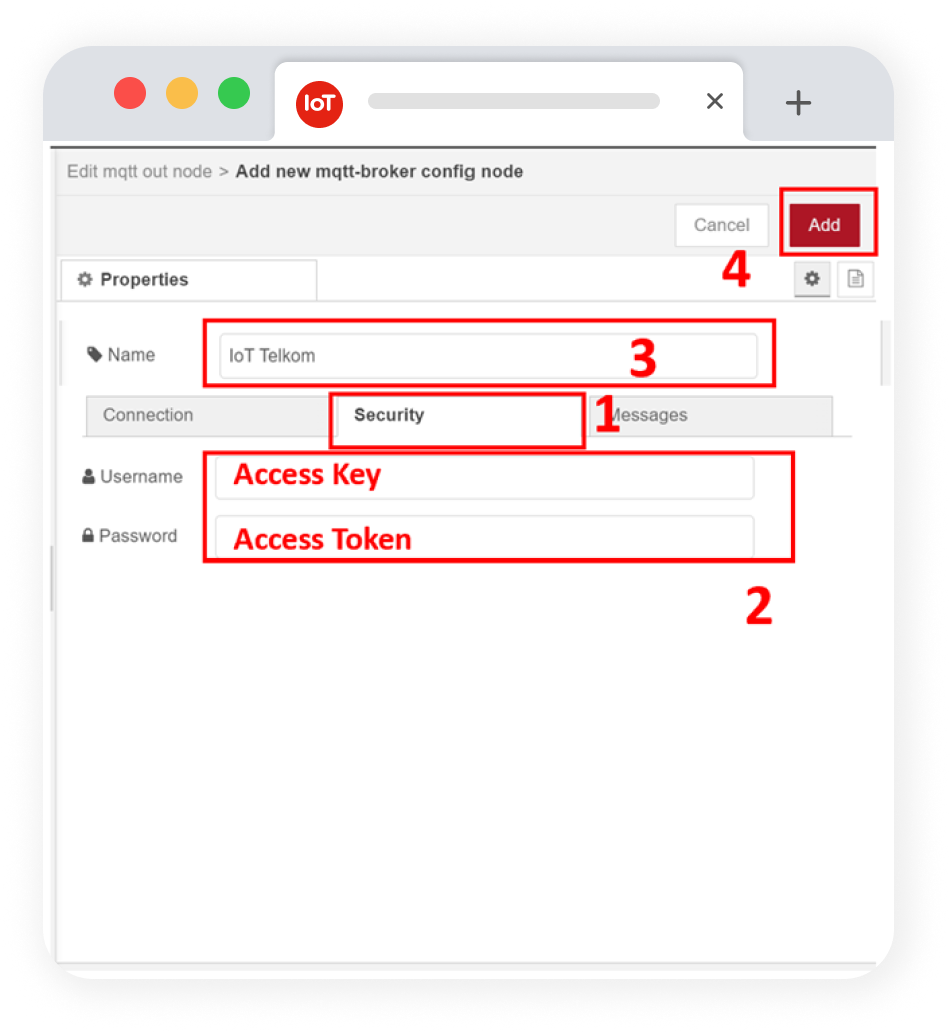 IoT
Edit mqtt out node > Add new mqtt-broker config node
Cancel
Add
4
Properties
Name
IoT Telkom
3
Connection
Security
1
Messages
Username
Access Key
Password
Access Token
2